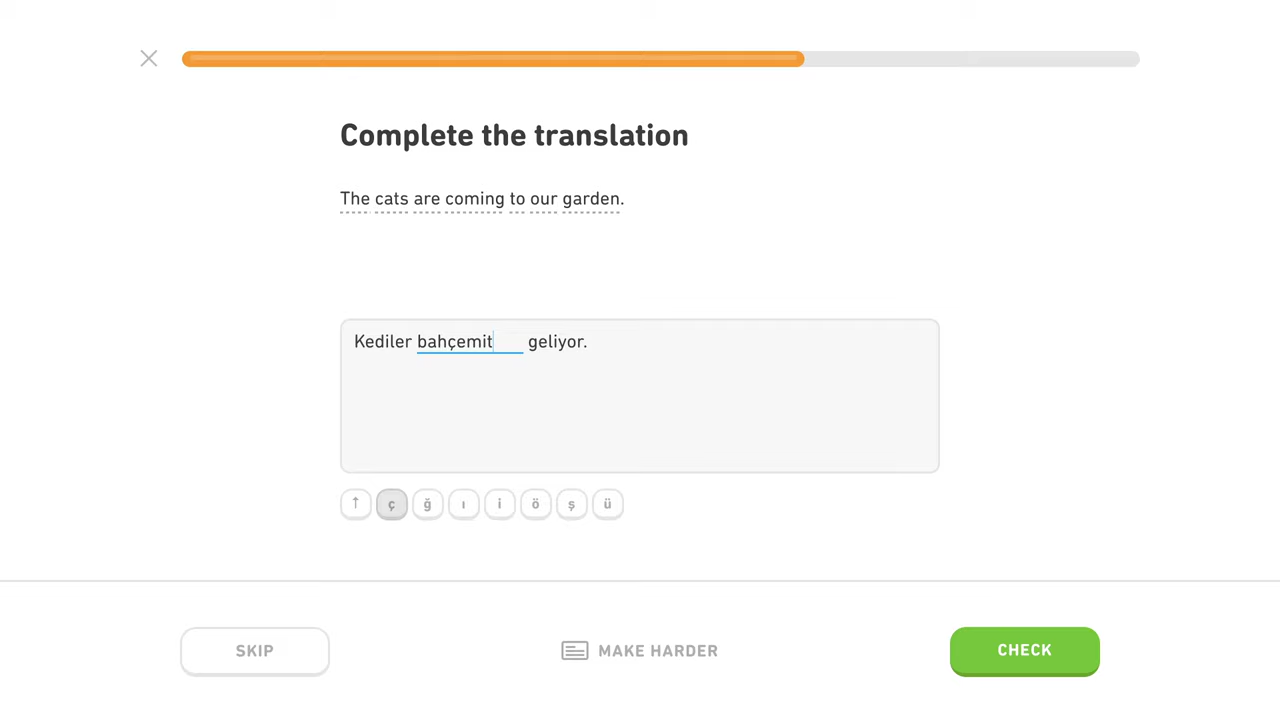 Complete the translation
The cats are coming to our garden.
Kediler bahçemit geliyor.
↑ ç ğ ı i ö ş ü
SKIP
MAKE HARDER
CHECK